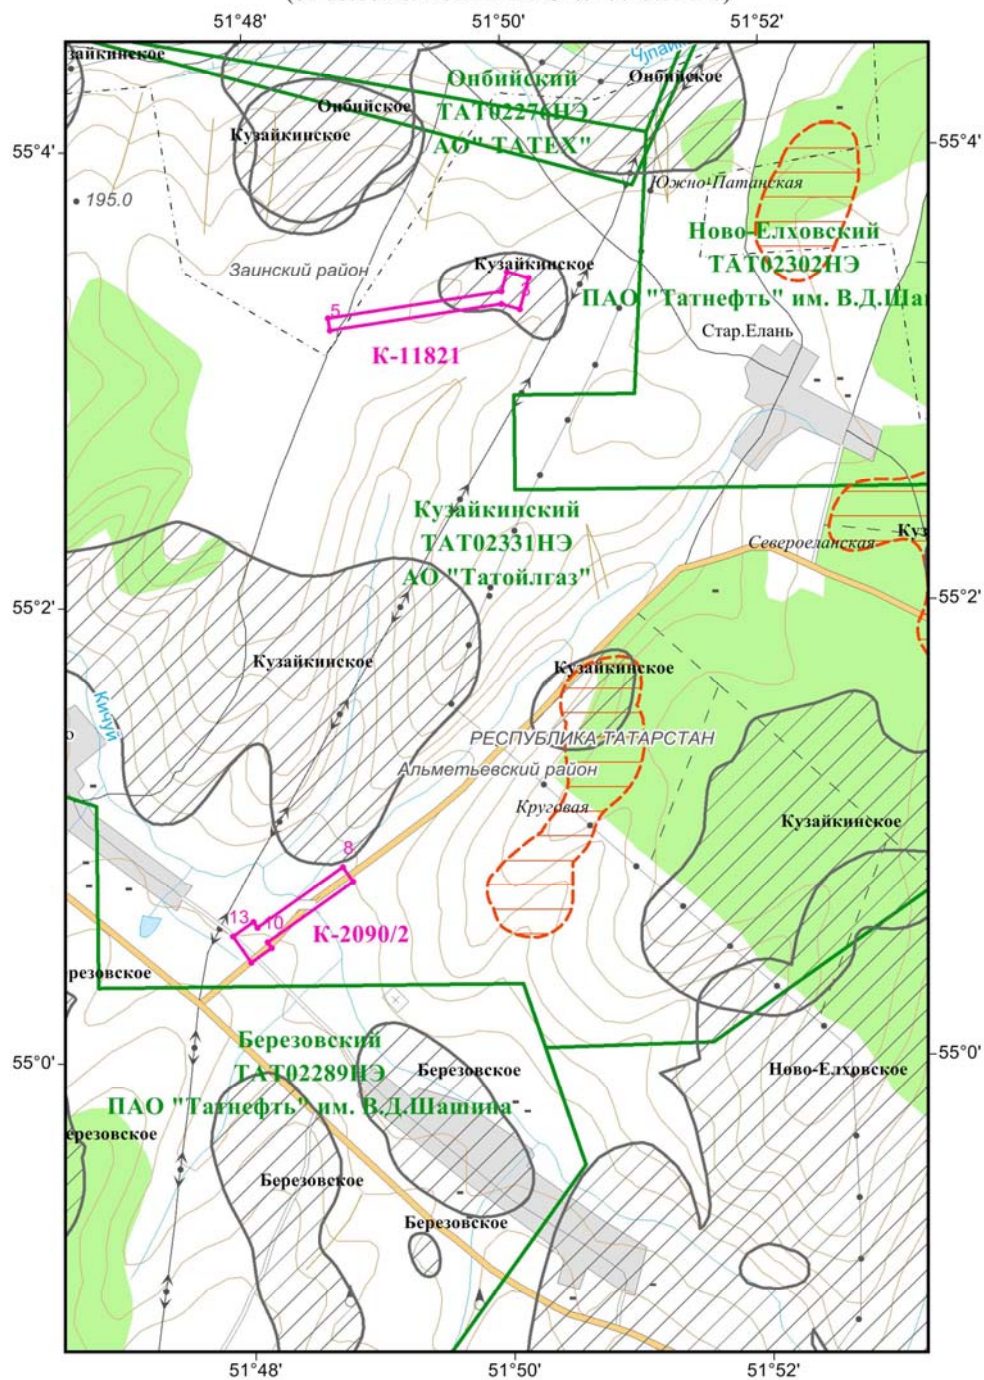 51°48'
51°50'
51°52'
зайкинское
Онбийский
ТАТ02276НЭ
АО" ТАТЕХ"
Онбийское
Онбийское
Кузайкинское
55°4'
55°4'
Южно-Патанская
195.0
Ново-Елховский
ТАТ02302НЭ
ПАО "Татнефть" им. В.Д.Шаш
Заинский район
Кузайкинское
3
5
К-11821
Стар.Елань
Кузайкинский
ТАТ02331НЭ
АО "Татойлгаз"
Куз
Североеланская
55°2'
55°2'
Кузайкинское
Кузайкинское
Кичуй
о
РЕСПУБЛИКА ТАТАРСТАН
Альметьевский район
Круговая
Кузайкинское
8
13
10
К-2090/2
резовское
55°0'
55°0'
Березовский
ТАТ02289НЭ
ПАО "Татнефть" им. В.Д.Шашина
Березовское
Ново-Елховское
ерезовское
Березовское
Березовское
51°48'
51°50'
51°52'